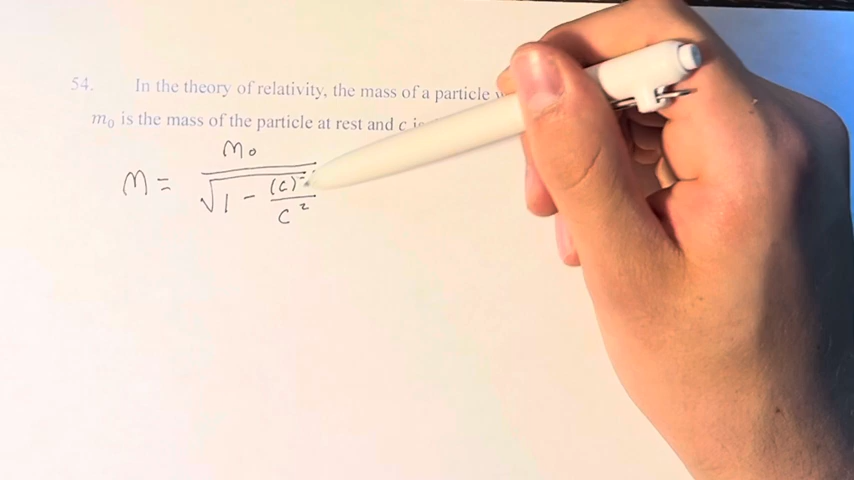 54. In the theory of relativity, the mass of a particle
m₀ is the mass of the particle at rest and c
m = m₀ / √(1 - (c)² / c²)